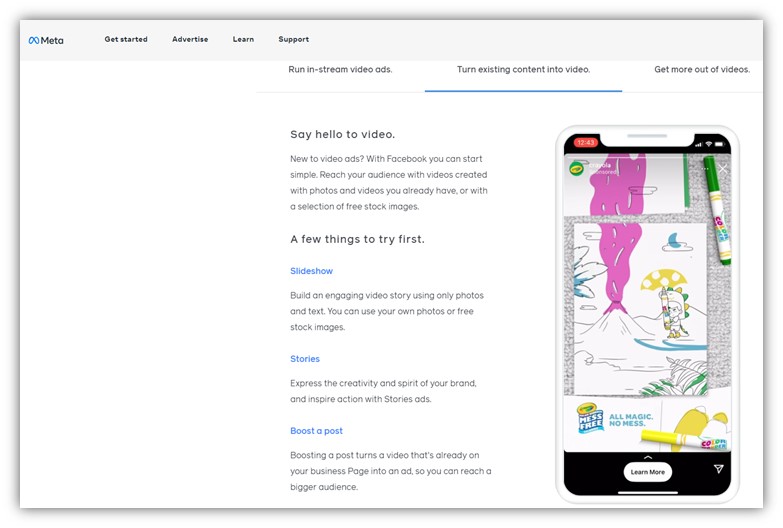 Meta
Get started
Advertise
Learn
Support
Run in-stream video ads.
Turn existing content into video.
Get more out of videos.
Say hello to video.
New to video ads? With Facebook you can start
simple. Reach your audience with videos created
with photos and videos you already have, or with
a selection of free stock images.
A few things to try first.
Slideshow
Build an engaging video story using only photos
and text. You can use your own photos or free
stock images.
Stories
Express the creativity and spirit of your brand,
and inspire action with Stories ads.
Boost a post
Boosting a post turns a video that's already on
your business Page into an ad, so you can reach a
bigger audience.
12:43
Sponsored
Crayola
MESS
FREE
ALL MAGIC.
NO MESS.
Learn More